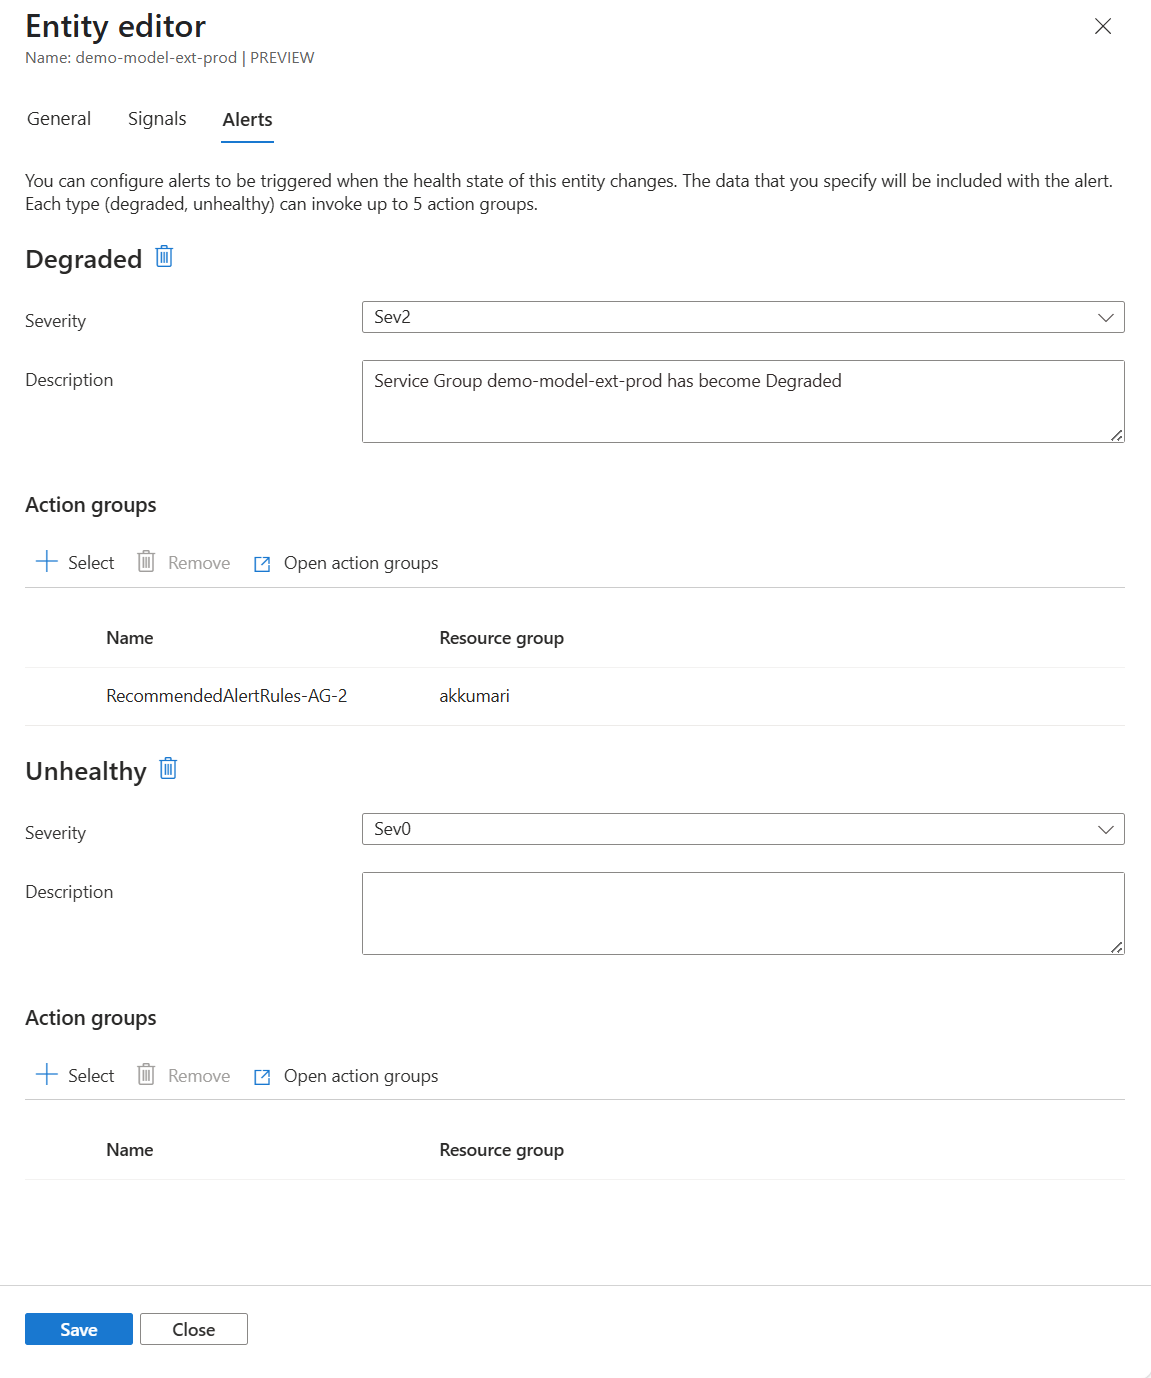 Entity editor
Name: demo-model-ext-prod | PREVIEW
General Signals Alerts
You can configure alerts to be triggered when the health state of this entity changes. The data that you specify will be included with the alert.
Each type (degraded, unhealthy) can invoke up to 5 action groups.
Degraded
Severity Sev2
Description Service Group demo-model-ext-prod has become Degraded
Action groups
Select Remove Open action groups
Name Resource group
RecommendedAlertRules-AG-2 akkumari
Unhealthy
Severity Sev0
Description
Action groups
Select Remove Open action groups
Name Resource group
Save Close